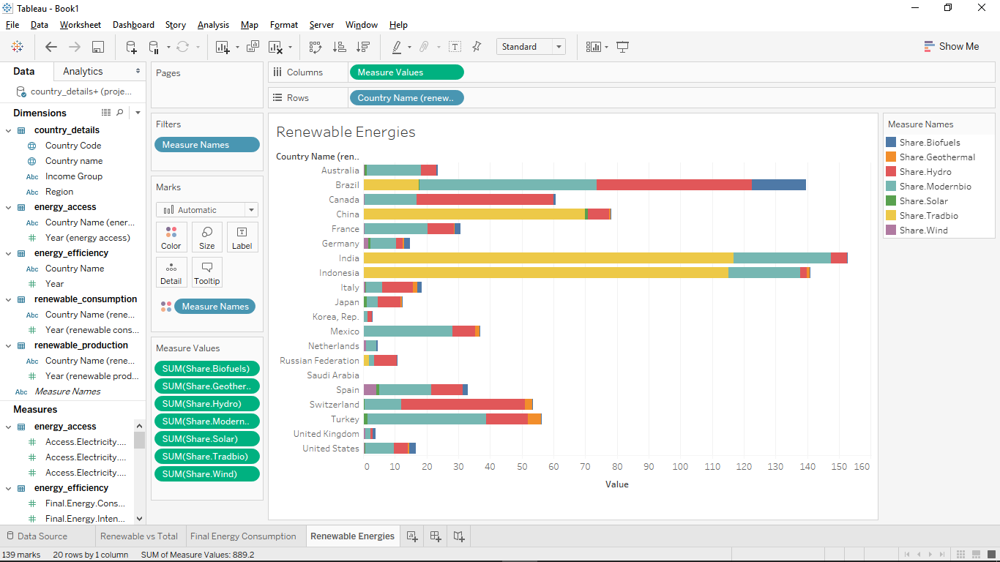 Tableau - Book1
File Data Worksheet Dashboard Story Analysis Map Format Server Window Help
Standard
Show Me
Data Analytics
country_details+ (proje...
Dimensions
country_details
Country Code
Country name
Abc Income Group
Abc Region
energy_access
Abc Country Name (ener...
Year (energy access)
energy_efficiency
Abc Country Name
Year
renewable_consumption
Abc Country Name (rene...
Year (renewable cons...
renewable_production
Abc Country Name (rene...
Year (renewable prod...
Abc Measure Names
Measures
energy_access
Access.Electricity....
Access.Electricity....
Access.Electricity....
energy_efficiency
Final.Energy.Cons...
Final.Energy.Inten...
Pages
Filters
Measure Names
Marks
Automatic
Color Size T Label
Detail Tooltip
Measure Names
Measure Values
SUM(Share.Biofuels)
SUM(Share.Geother..
SUM(Share.Hydro)
SUM(Share.Modern..
SUM(Share.Solar)
SUM(Share.Tradbio)
SUM(Share.Wind)
Columns Measure Values
Rows Country Name (renew..
Renewable Energies
Country Name (ren..
Australia
Brazil
Canada
China
France
Germany
India
Indonesia
Italy
Japan
Korea, Rep.
Mexico
Netherlands
Russian Federation
Saudi Arabia
Spain
Switzerland
Turkey
United Kingdom
United States
0 10 20 30 40 50 60 70 80 90 100 110 120 130 140 150 160
Value
Measure Names
Share.Biofuels
Share.Geothermal
Share.Hydro
Share.Modernbio
Share.Solar
Share.Tradbio
Share.Wind
Data Source Renewable vs Total Final Energy Consumption Renewable Energies
139 marks 20 rows by 1 column SUM of Measure Values: 889.2